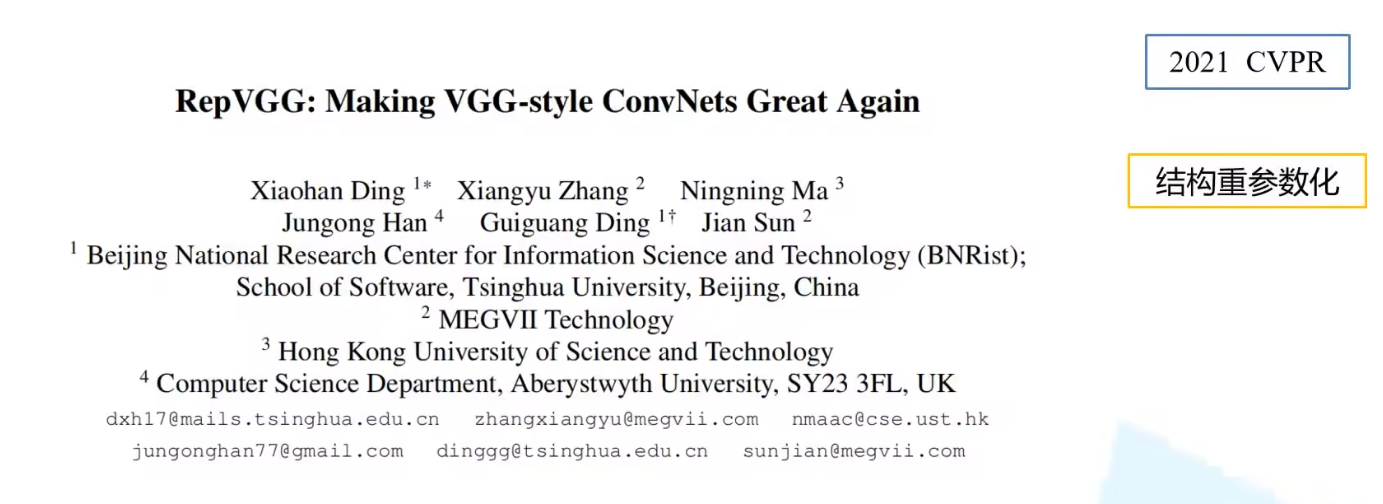 2021 CVPR
RepVGG: Making VGG-style ConvNets Great Again
结构重参数化
Xiaohan Ding 1* Xiangyu Zhang 2 Ningning Ma 3
Jungong Han 4 Guiguang Ding 1† Jian Sun 2
1 Beijing National Research Center for Information Science and Technology (BNRist);
School of Software, Tsinghua University, Beijing, China
2 MEGVII Technology
3 Hong Kong University of Science and Technology
4 Computer Science Department, Aberystwyth University, SY23 3FL, UK
dxh17@mails.tsinghua.edu.cn zhangxiangyu@megvii.com nmaac@cse.ust.hk
jungonghan77@gmail.com dinggg@tsinghua.edu.cn sunjian@megvii.com